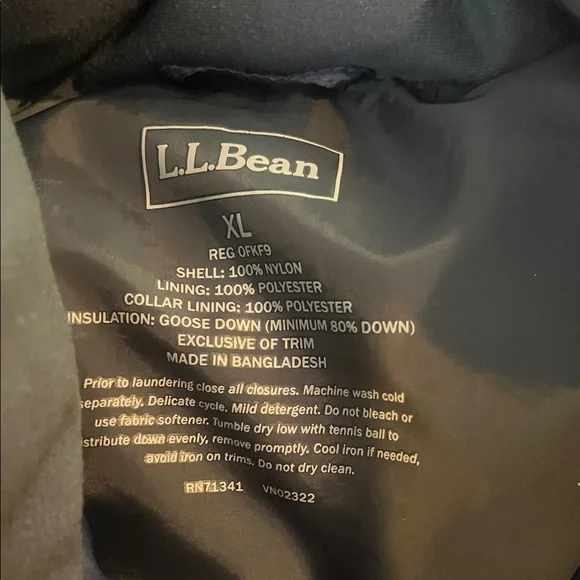 L.L.Bean
XL
REG OFKF9
SHELL: 100% NYLON
LINING: 100% POLYESTER
COLLAR LINING: 100% POLYESTER
INSULATION: GOOSE DOWN (MINIMUM 80% DOWN)
EXCLUSIVE OF TRIM
MADE IN BANGLADESH
Prior to laundering close all closures. Machine wash cold
separately. Delicate cycle. Mild detergent. Do not bleach or
use fabric softener. Tumble dry low with tennis ball to
stribute down evenly, remove promptly. Cool iron if needed,
avoid iron on trims. Do not dry clean.
RN71341 VN02322